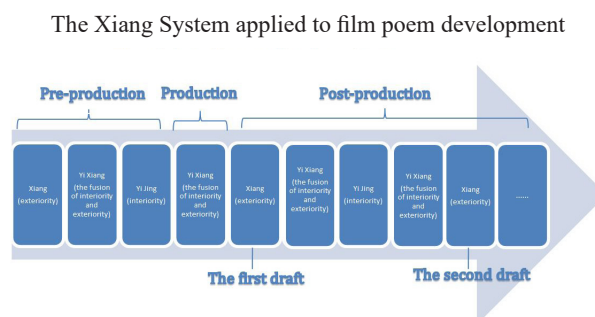 The Xiang System applied to film poem development
Pre-production
Production
Post-production
Xiang
(exteriority)
Yi Xiang
(the fusion
of interiority
and
exteriority)
Yi Jing
(interiority)
Yi Xiang
(the fusion
of interiority
and
exteriority)
Xiang
(exteriority)
Yi Xiang
(the fusion
of interiority
and
exteriority)
Yi Jing
(interiority)
Yi Xiang
(the fusion
of interiority
and
exteriority)
Xiang
(exteriority)
......
The first draft
The second draft